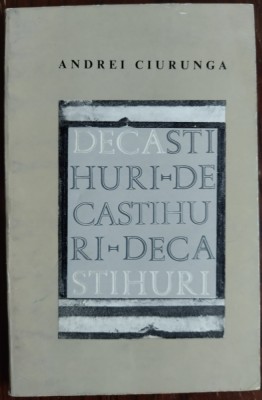 ANDREI CIURUNGA
DECASTI
HURI-DE
CASTIHU
RI-DECA
STIHURI